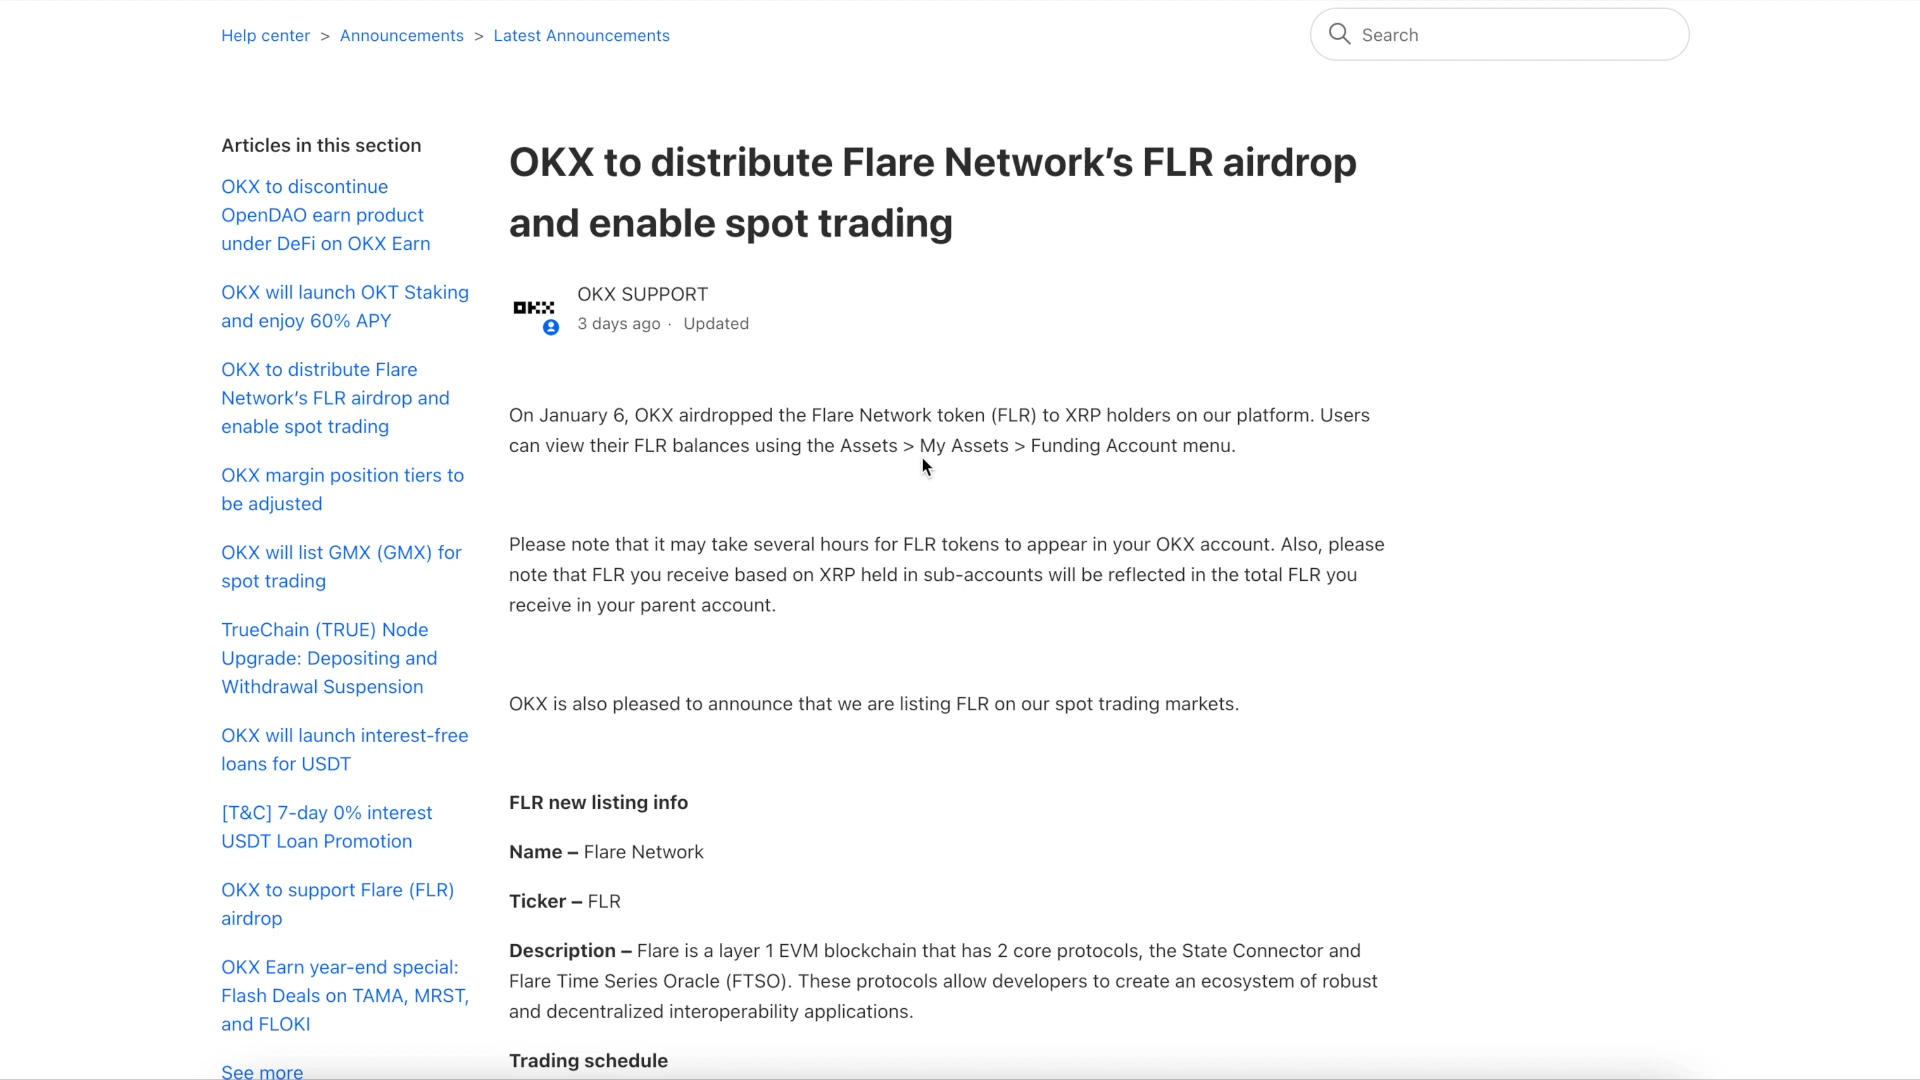 Help center > Announcements > Latest Announcements
Search
Articles in this section
OKX to discontinue
OpenDAO earn product
under DeFi on OKX Earn
OKX will launch OKT Staking
and enjoy 60% APY
OKX to distribute Flare
Network's FLR airdrop and
enable spot trading
OKX margin position tiers to
be adjusted
OKX will list GMX (GMX) for
spot trading
TrueChain (TRUE) Node
Upgrade: Depositing and
Withdrawal Suspension
OKX will launch interest-free
loans for USDT
[T&C] 7-day 0% interest
USDT Loan Promotion
OKX to support Flare (FLR)
airdrop
OKX Earn year-end special:
Flash Deals on TAMA, MRST,
and FLOKI
See more
OKX to distribute Flare Network’s FLR airdrop
and enable spot trading
OKX
OKX SUPPORT
3 days ago · Updated
On January 6, OKX airdropped the Flare Network token (FLR) to XRP holders on our platform. Users
can view their FLR balances using the Assets > My Assets > Funding Account menu.
Please note that it may take several hours for FLR tokens to appear in your OKX account. Also, please
note that FLR you receive based on XRP held in sub-accounts will be reflected in the total FLR you
receive in your parent account.
OKX is also pleased to announce that we are listing FLR on our spot trading markets.
FLR new listing info
Name – Flare Network
Ticker – FLR
Description – Flare is a layer 1 EVM blockchain that has 2 core protocols, the State Connector and
Flare Time Series Oracle (FTSO). These protocols allow developers to create an ecosystem of robust
and decentralized interoperability applications.
Trading schedule